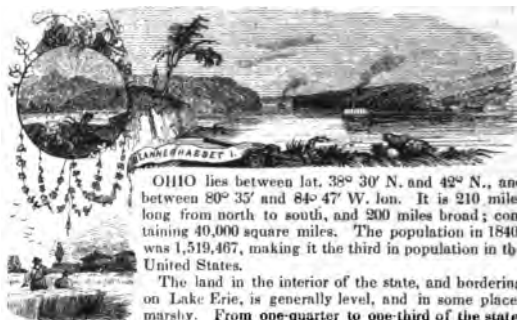 BLANNERHASSET I.
OHIO lies between lat. 38° 30′ N. and 42° N., an
between 80° 35′ and 84° 47′ W. lon. It is 210 mile
long from north to south, and 200 miles broad; con
taining 40,000 square miles. The population in 1840
was 1,519,467, making it the third in population in th
United States.
The land in the interior of the state, and bordering
on Lake Erie, is generally level, and in some place
marshy. From one-quarter to one-third of the state